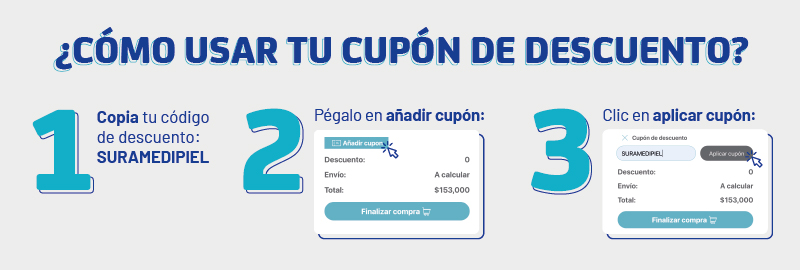 ¿CÓMO USAR TU CUPÓN DE DESCUENTO?
1
Copia tu código
de descuento:
SURAMEDIPIEL
2
Pégalo en añadir cupón:
Añadir cupón
Descuento: 0
Envío: A calcular
Total: $153,000
Finalizar compra
3
Clic en aplicar cupón:
Cupón de descuento
SURAMEDIPIEL Aplicar cupón
Descuento: 0
Envío: A calcular
Total: $153,000
Finalizar compra